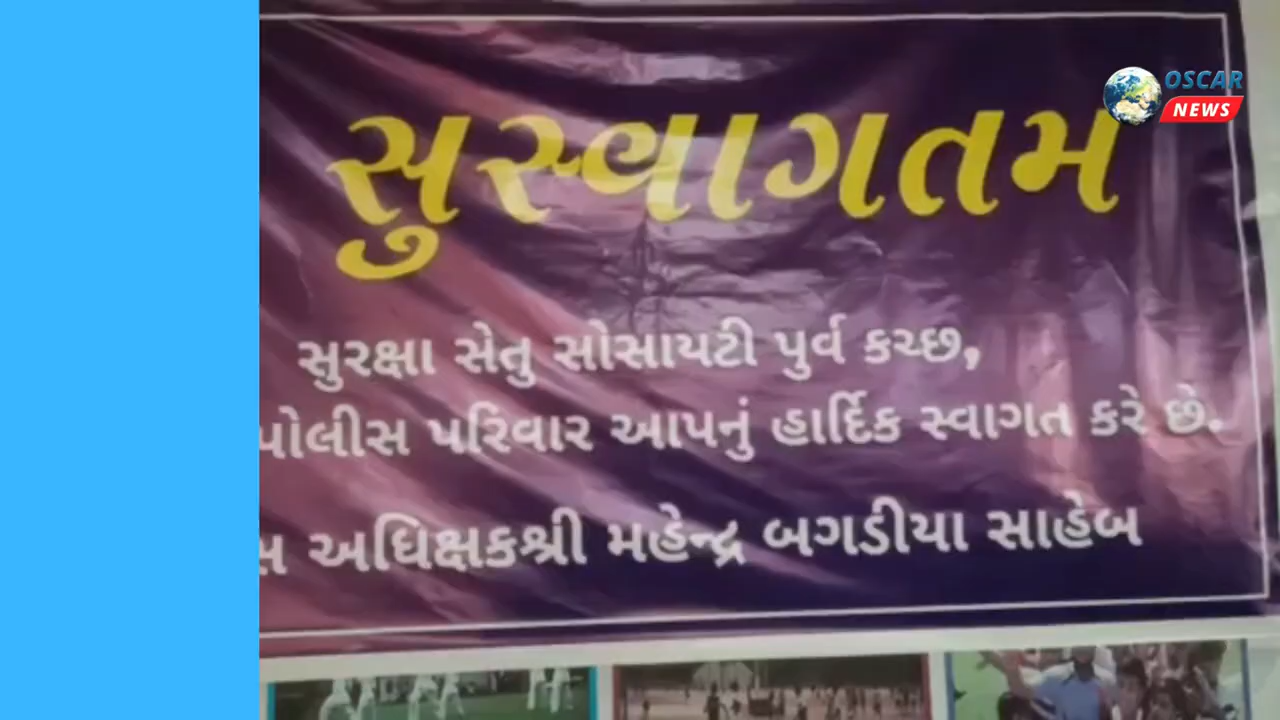 OSCAR
NEWS
સુસ્વાગતમ
સુરક્ષા સેતુ સોસાયટી પુર્વ કચ્છ,
પોલીસ પરિવાર આપનું હાર્દિક સ્વાગત કરે છે.
અધિક્ષકશ્રી મહેન્દ્ર બગડીયા સાહેબ